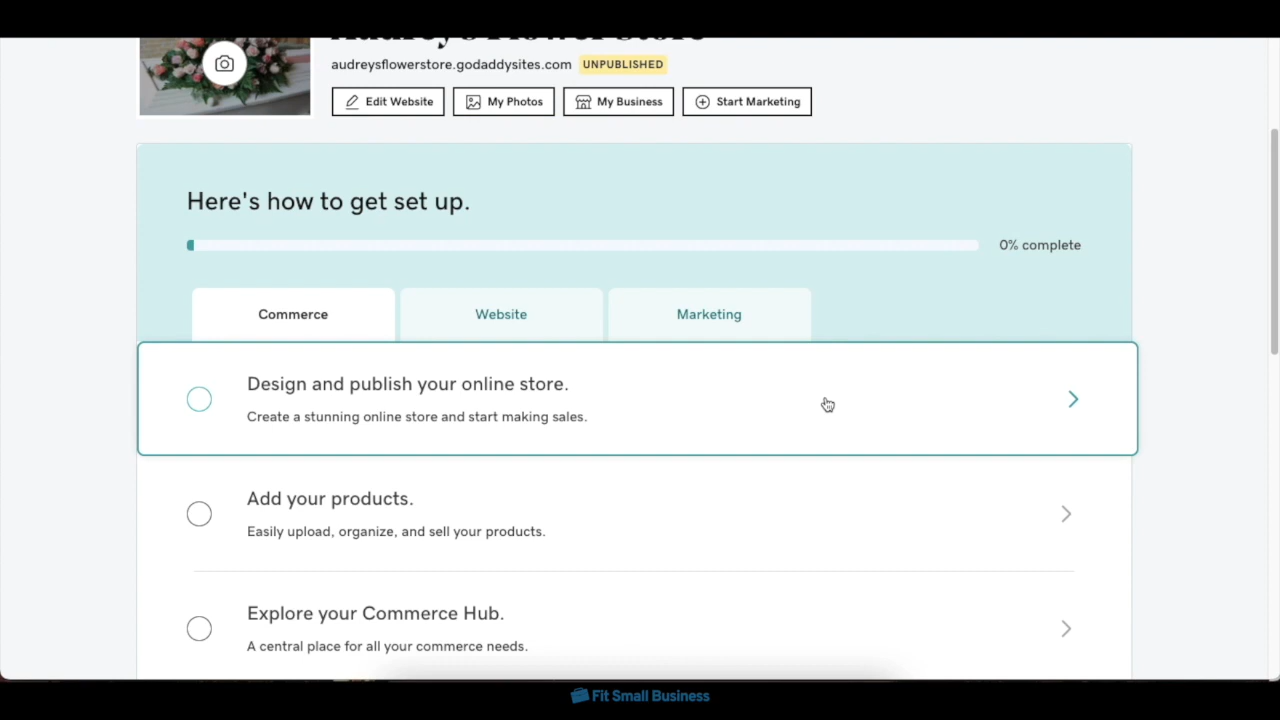 Audrey's Flower store
audreysflowerstore.godaddysites.com UNPUBLISHED
Edit Website My Photos My Business Start Marketing
Here's how to get set up.
0% complete
Commerce Website Marketing
Design and publish your online store.
Create a stunning online store and start making sales.
Add your products.
Easily upload, organize, and sell your products.
Explore your Commerce Hub.
A central place for all your commerce needs.
Fit Small Business